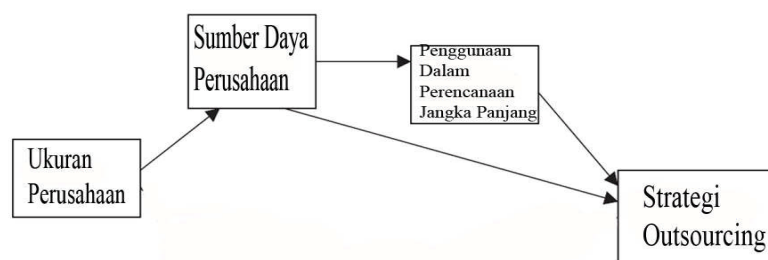 Sumber Daya
Perusahaan
Penggunaan
Dalam
Perencanaan
Jangka Panjang
Ukuran
Perusahaan
Strategi
Outsourcing